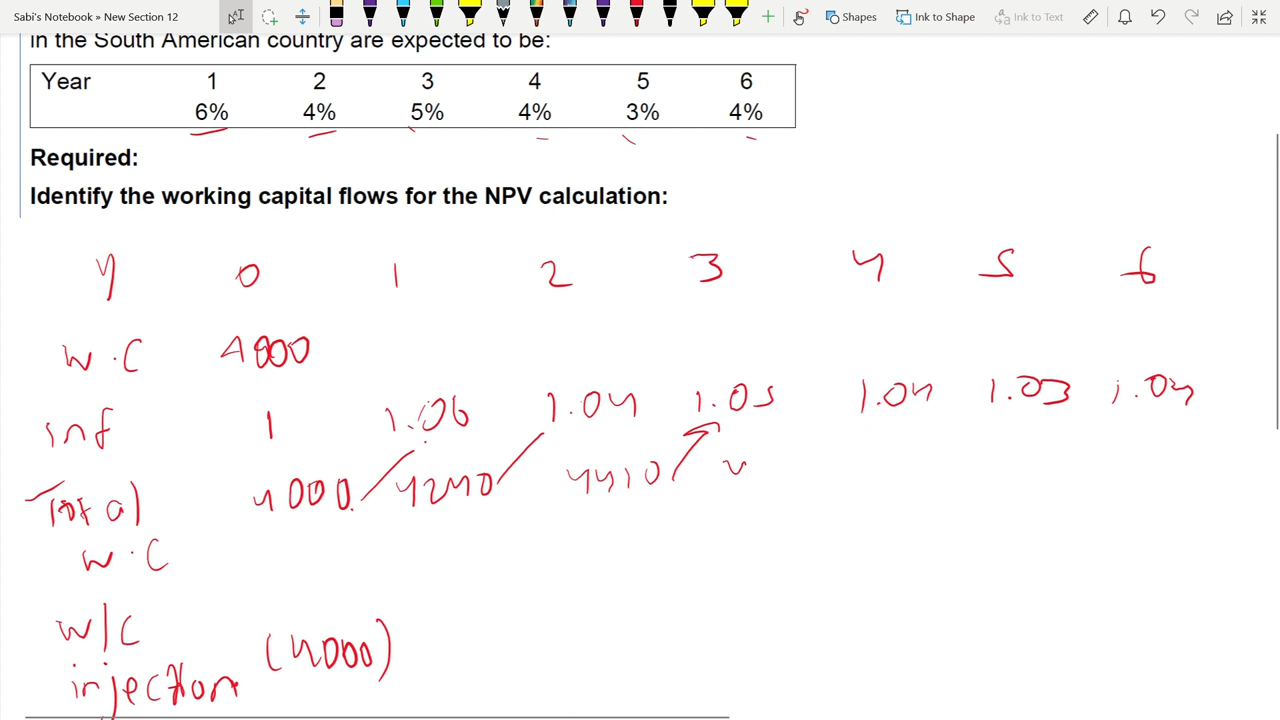 Sabi's Notebook » New Section 12
Shapes Ink to Shape Ink to Text
in the South American country are expected to be:
Year 1 2 3 4 5 6
6% 4% 5% 4% 3% 4%
Required:
Identify the working capital flows for the NPV calculation:
y 0 1 2 3 4 5 6
W.C 4000
inf 1 1.06 1.04 1.05 1.04 1.03 1.04
Total 4000 4240 4410
W.C
W/C
injection (4000)